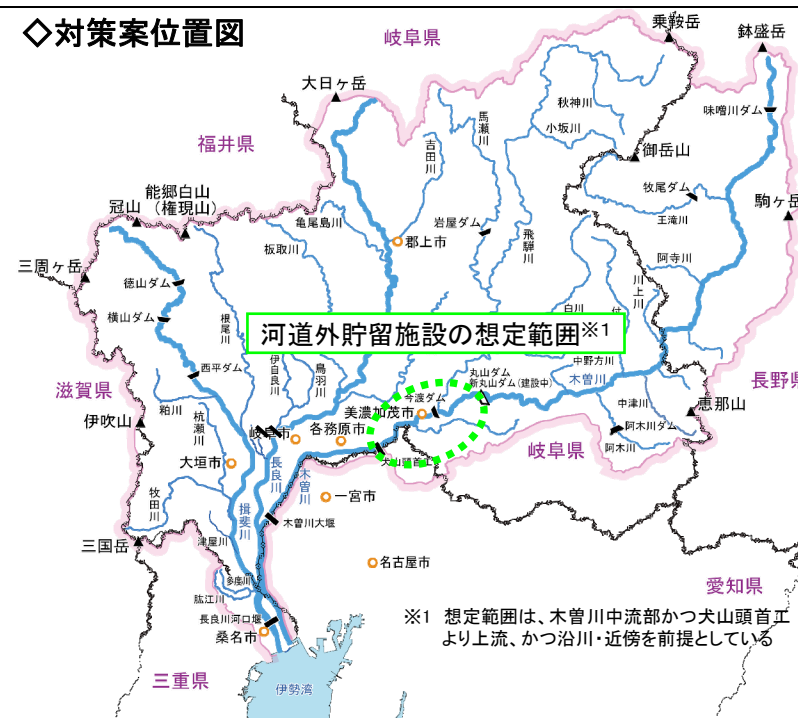 ◇対策案位置図
岐阜県
乗鞍岳
鉢盛岳
大日ヶ岳
味噌川ダム
秋神川
馬瀬川
小坂川
福井県
吉田川
御岳山
能郷白山
（権現山）
冠山
牧尾ダム
駒ヶ岳
王滝川
亀尾島川
岩屋ダム
飛騨川
郡上市
板取川
阿寺川
三周ヶ岳
川上川
徳山ダム
白川
付
横山ダム
根尾川
河道外貯留施設の想定範囲※1
伊自良川
鳥羽川
中野方川
丸山ダム
新丸山ダム(建設中)
木曽川
西平ダム
長野県
滋賀県
今渡ダム
中津川
恵那山
粕川
杭瀬川
美濃加茂市
伊吹山
岐阜市
各務原市
阿木川ダム
岐阜県
阿木川
大垣市
長良川
木曽川
犬山頭首工
牧田川
揖斐川
一宮市
木曽川大堰
三国岳
津屋川
名古屋市
多度川
愛知県
肱江川
長良川河口堰
※1 想定範囲は、木曽川中流部かつ犬山頭首工
より上流、かつ沿川・近傍を前提としている
桑名市
三重県
伊勢湾